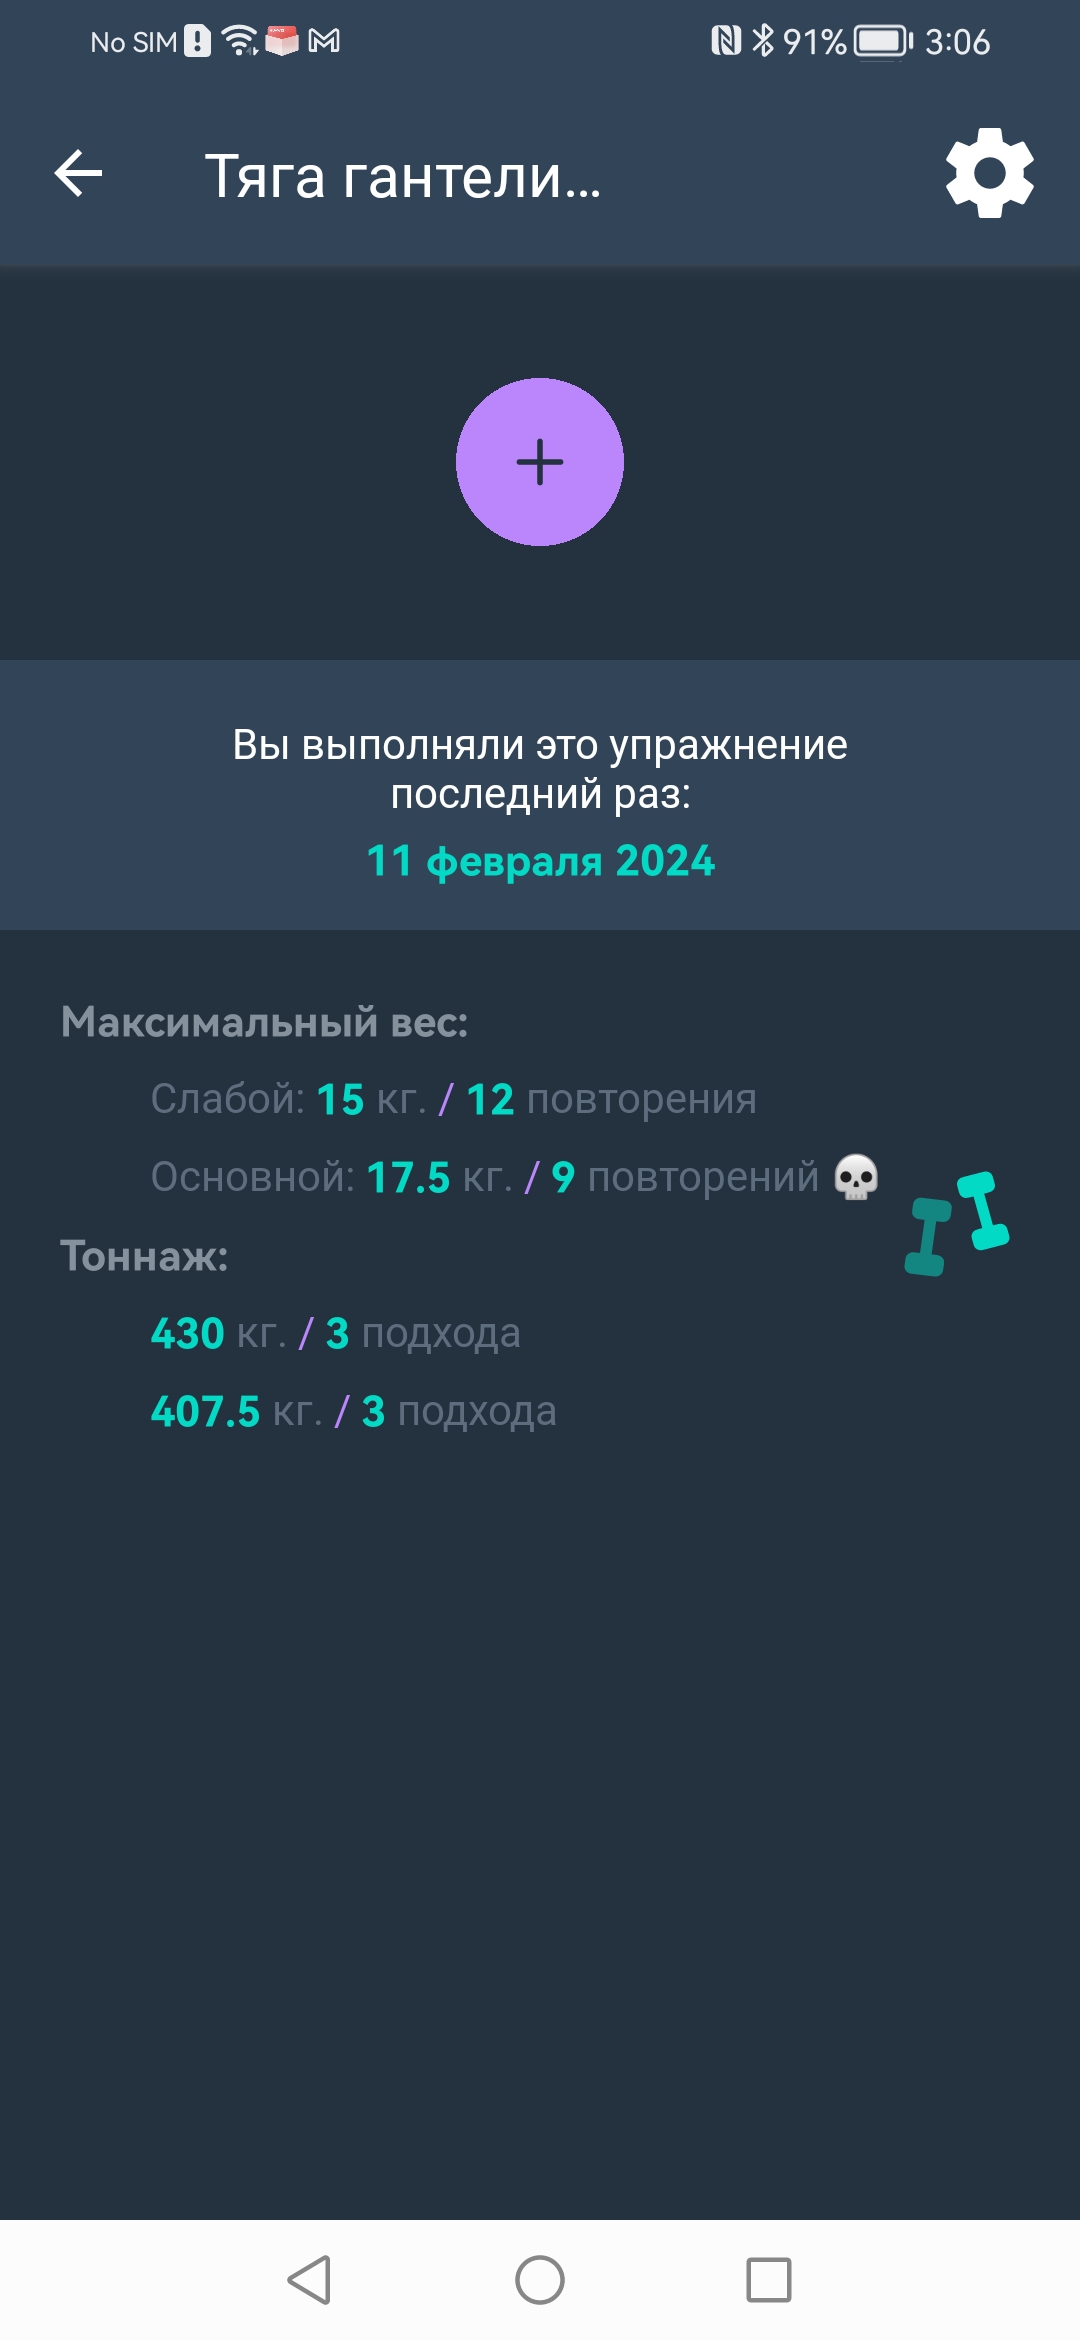 No SIM 91% 3:06
Тяга гантели...
Вы выполняли это упражнение
последний раз:
11 февраля 2024
Максимальный вес:
Слабой: 15 кг. / 12 повторения
Основной: 17.5 кг. / 9 повторений 💀
Тоннаж:
430 кг. / 3 подхода
407.5 кг. / 3 подхода